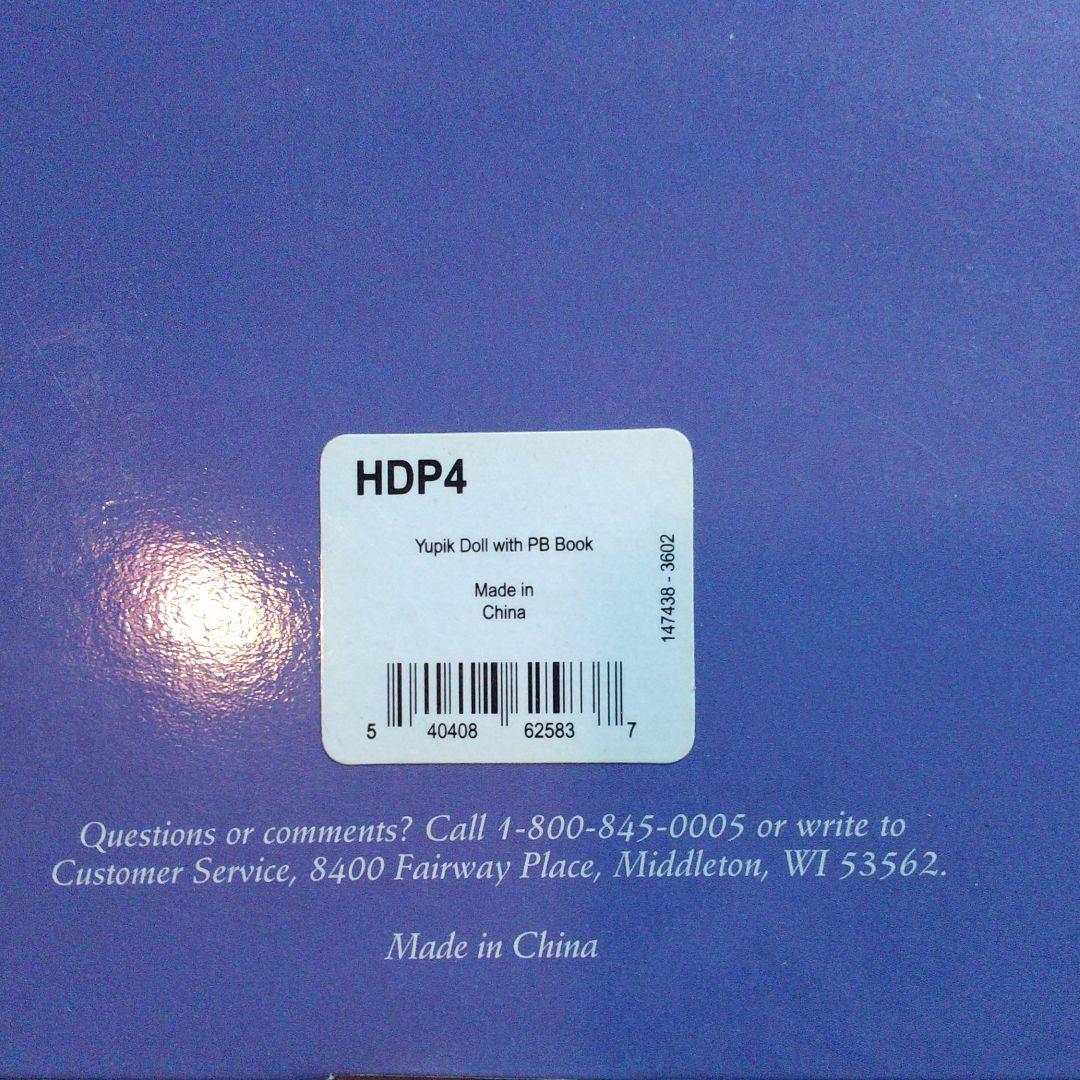 HDP4
Yupik Doll with PB Book
Made in
China
147438 - 3602
5 40408 62583 7
Questions or comments? Call 1-800-845-0005 or write to
Customer Service, 8400 Fairway Place, Middleton, WI 53562.
Made in China